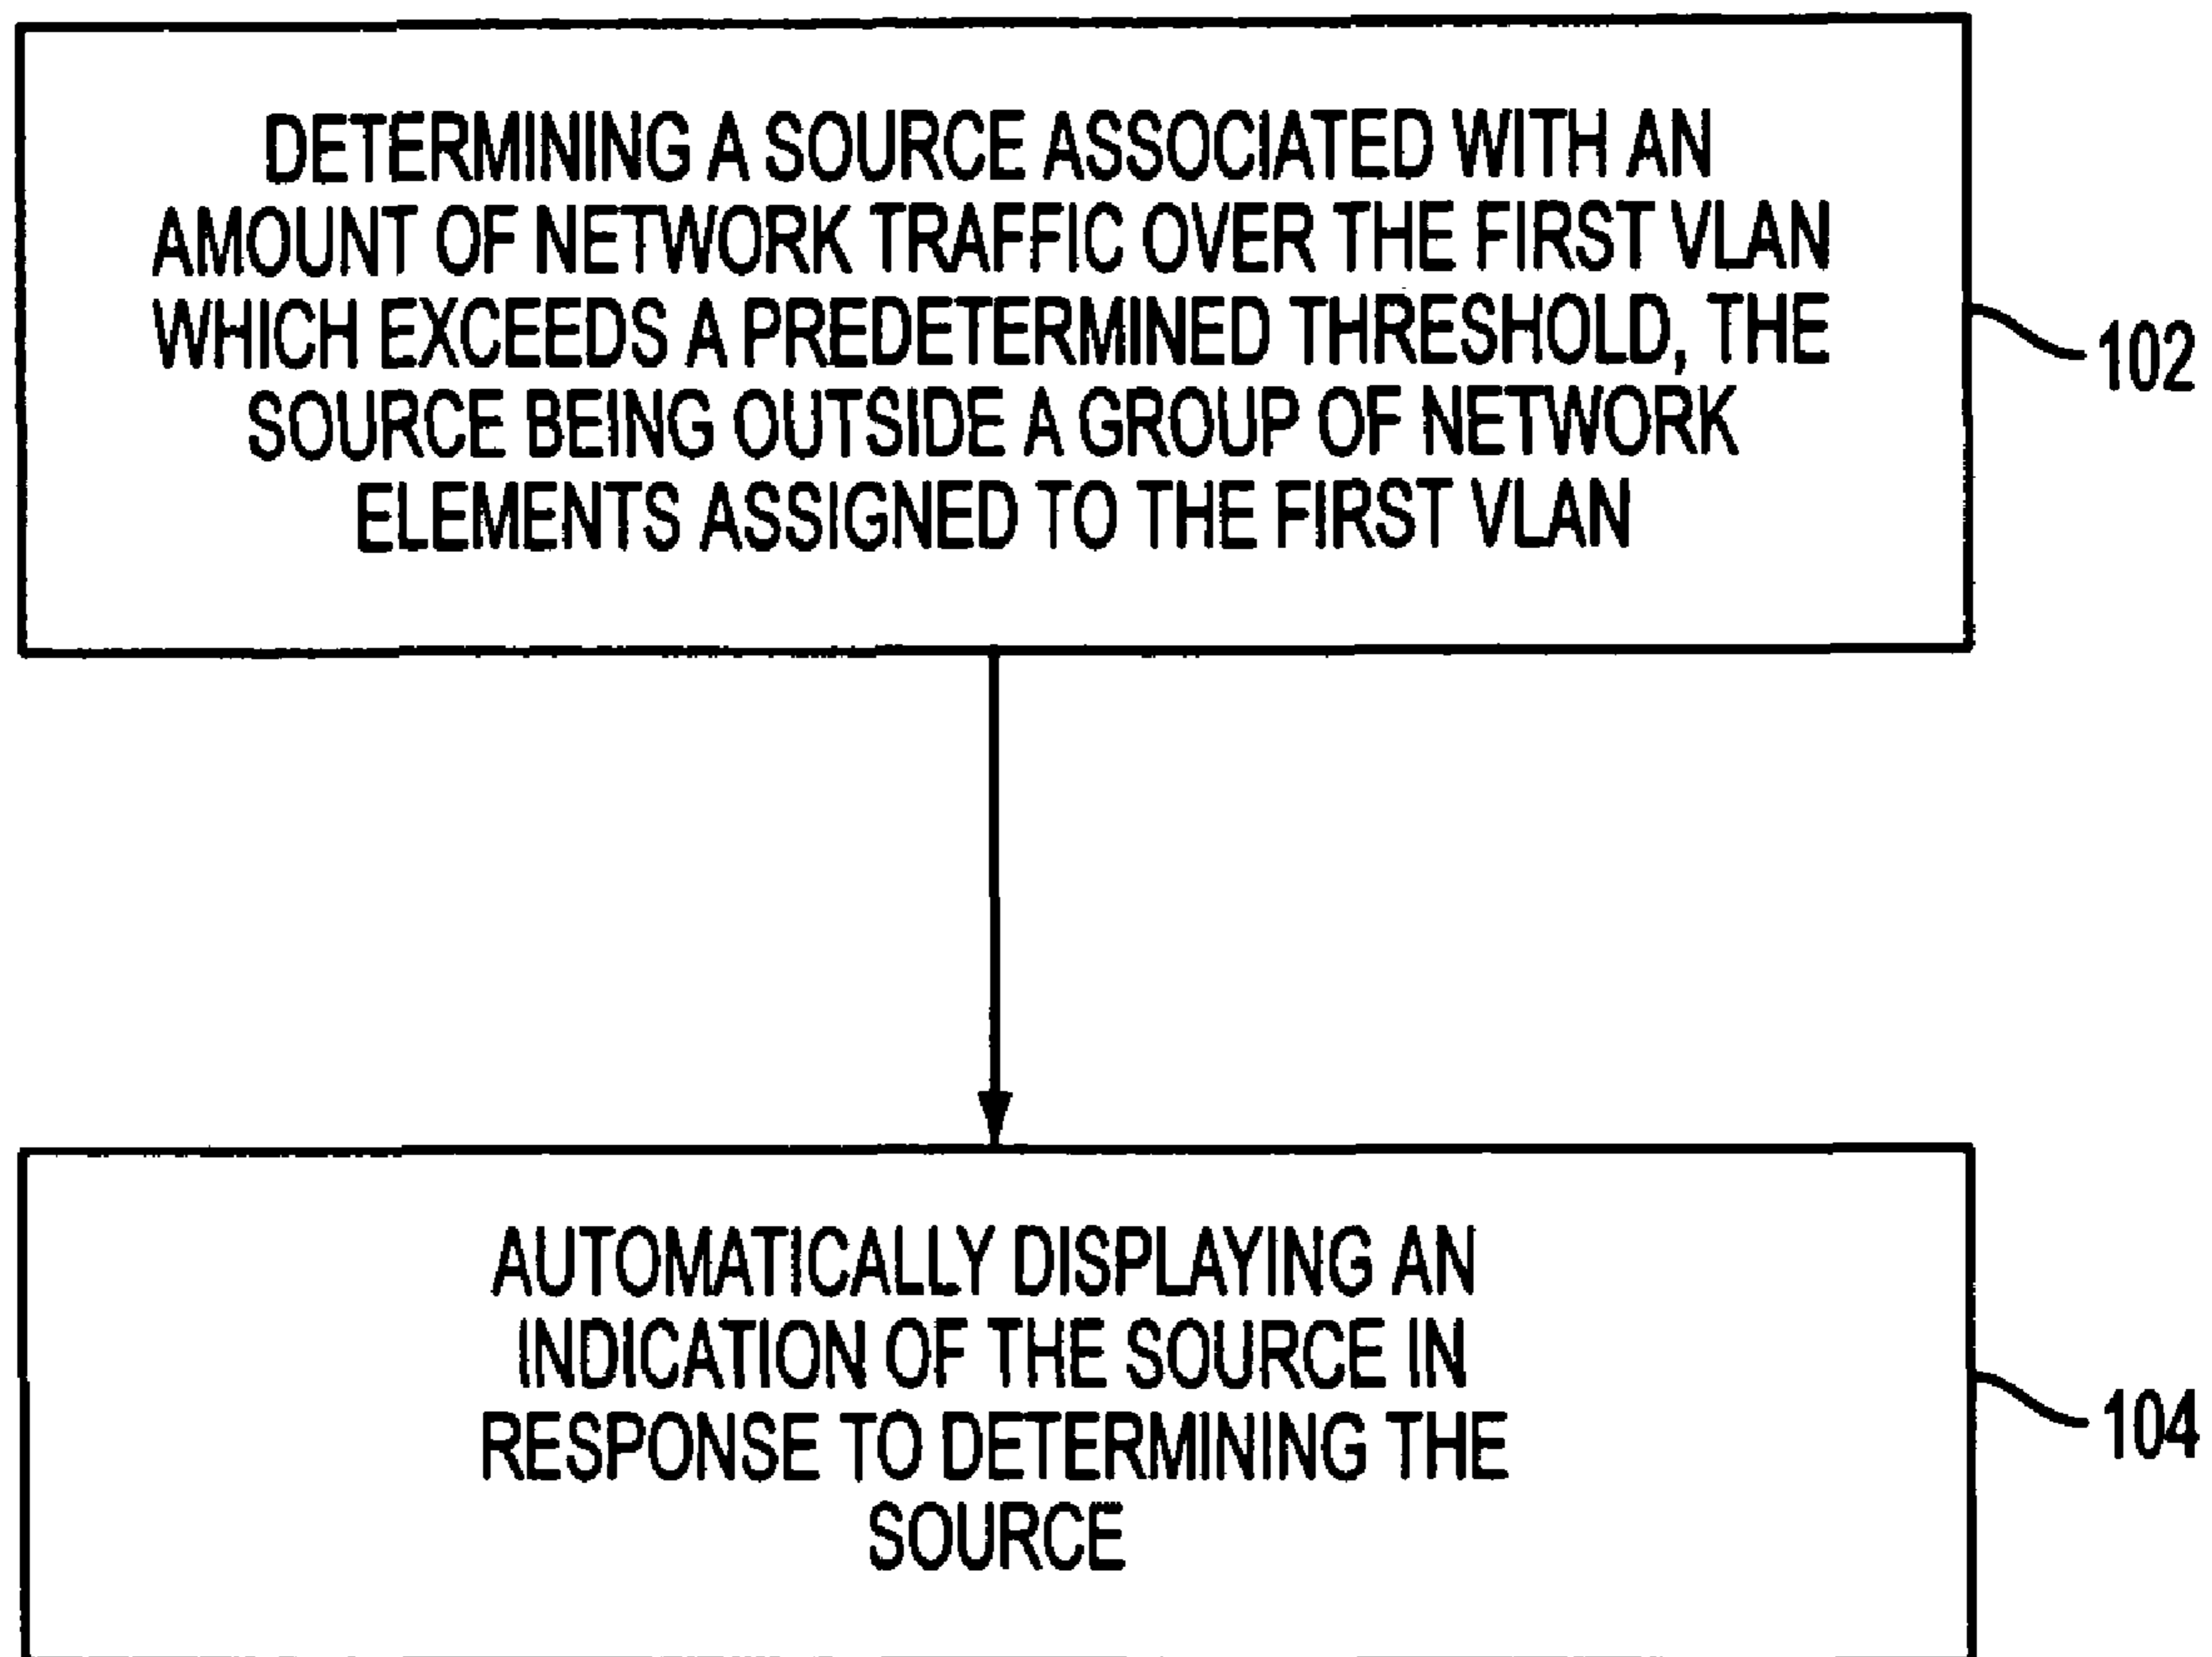 DETERMINING A SOURCE ASSOCIATED WITH AN
AMOUNT OF NETWORK TRAFFIC OVER THE FIRST VLAN
WHICH EXCEEDS A PREDETERMINED THRESHOLD, THE
SOURCE BEING OUTSIDE A GROUP OF NETWORK
ELEMENTS ASSIGNED TO THE FIRST VLAN
102
AUTOMATICALLY DISPLAYING AN
INDICATION OF THE SOURCE IN
RESPONSE TO DETERMINING THE
SOURCE
104